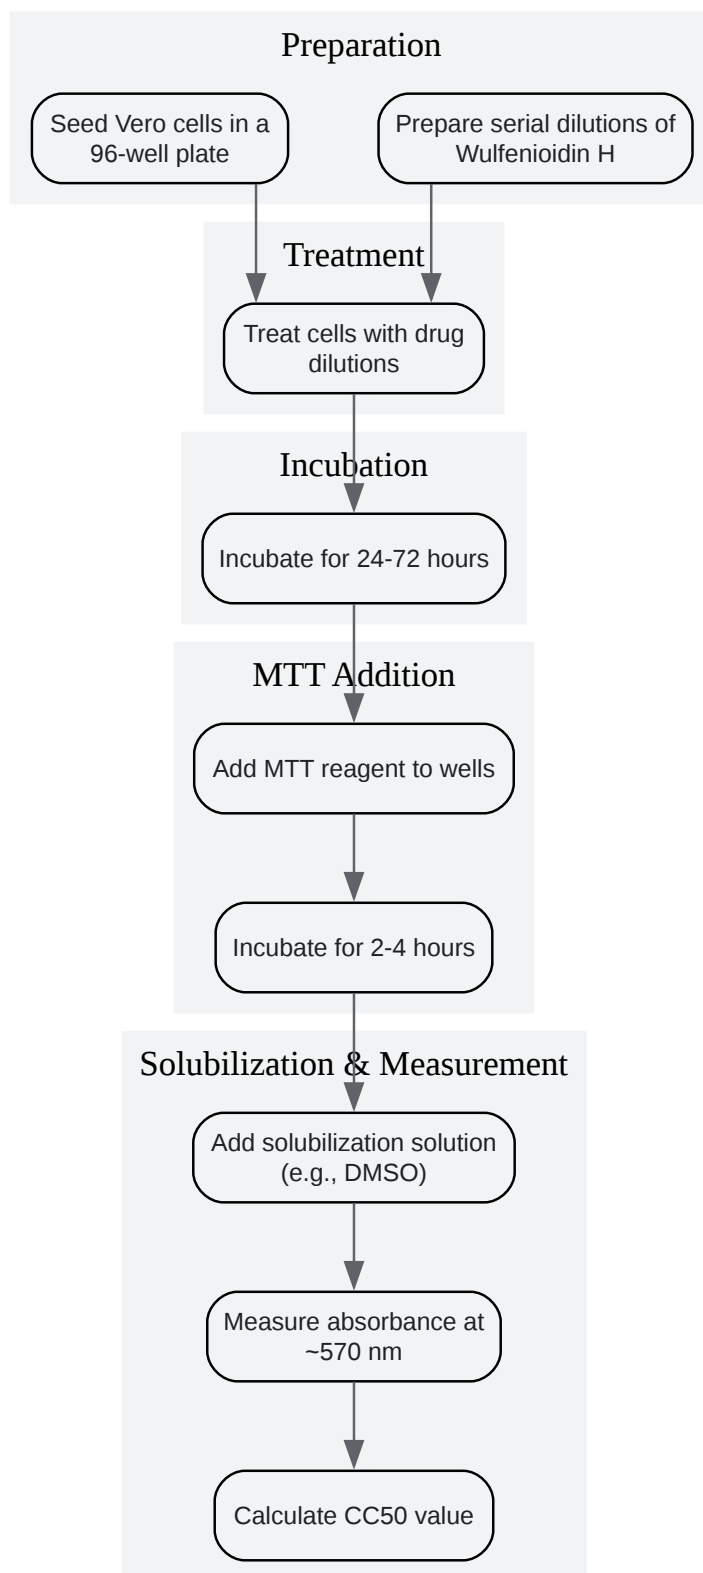 Preparation
Seed Vero cells in a
96-well plate
Prepare serial dilutions of
Wulfenioidin H
Treatment
Treat cells with drug
dilutions
Incubation
Incubate for 24-72 hours
MTT Addition
Add MTT reagent to wells
Incubate for 2-4 hours
Solubilization & Measurement
Add solubilization solution
(e.g., DMSO)
Measure absorbance at
~570 nm
Calculate CC50 value